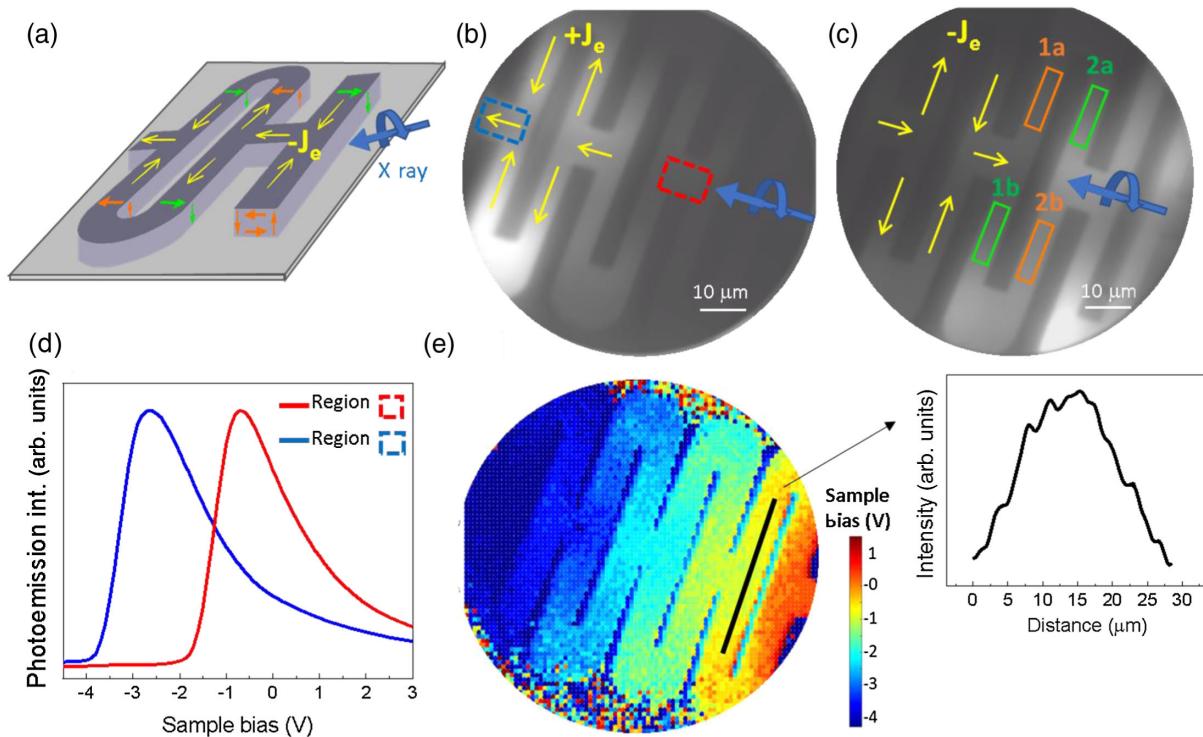 (a)
-Jₑ
X ray
(b)
+Jₑ
10 μm
(c)
-Jₑ
1a
2a
1b
2b
10 μm
(d)
Photoemission int. (arb. units)
Region
Region
-4 -3 -2 -1 0 1 2 3
Sample bias (V)
(e)
Sample
bias (V)
1
-0
-1
-2
-3
-4
Intensity (arb. units)
0 5 10 15 20 25 30
Distance (μm)